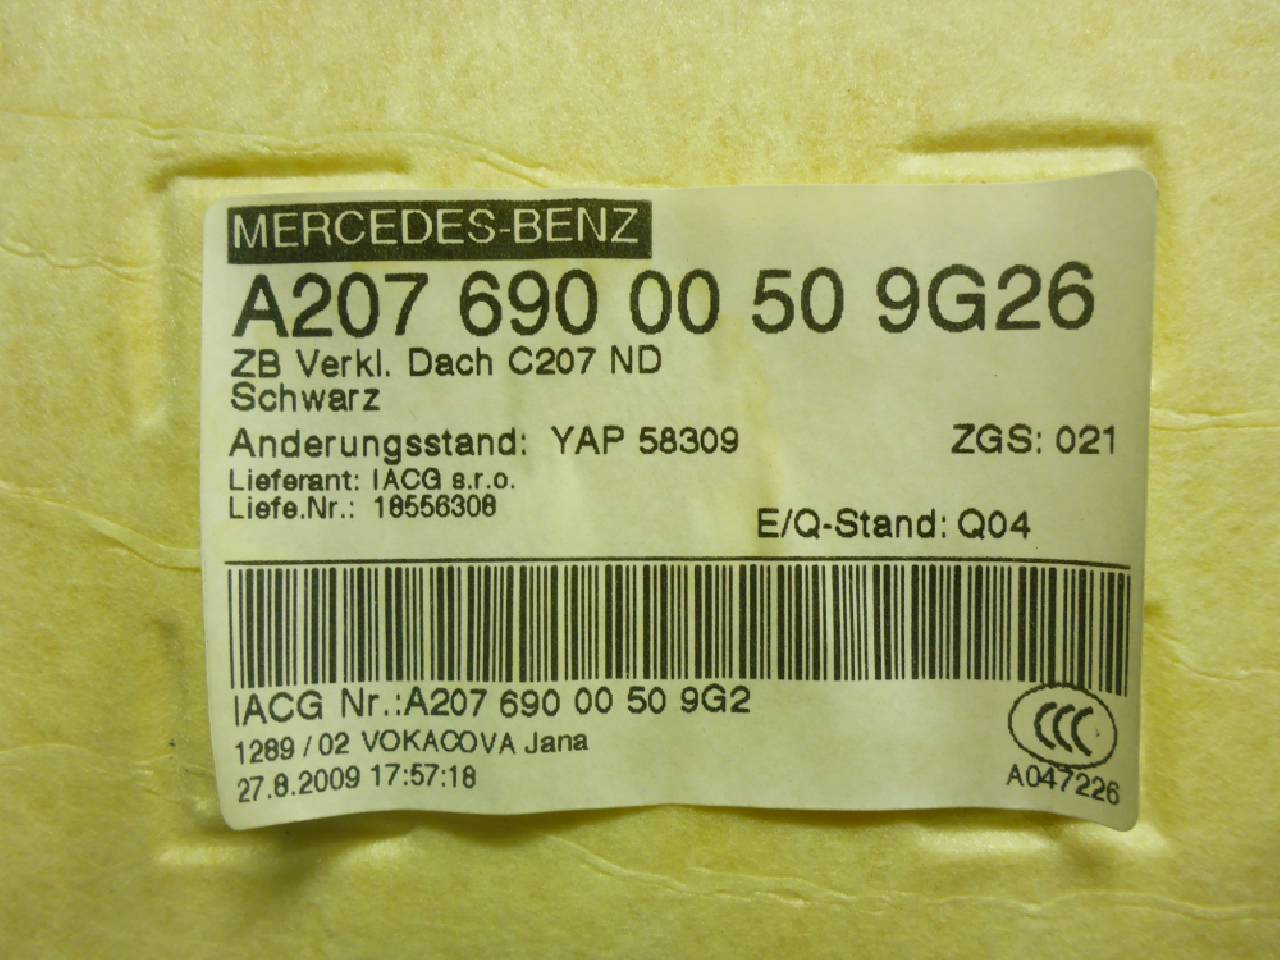 MERCEDES-BENZ
A207 690 00 50 9G26
ZB Verkl. Dach C207 ND
Schwarz
Anderungsstand: YAP 58309 ZGS: 021
Lieferant: IACG s.r.o.
Liefe.Nr.: 18556308
E/Q-Stand: Q04
IACG Nr.:A207 690 00 50 9G2
1289 / 02 VOKACOVA Jana
27.8.2009 17:57:18
CCC
A047226